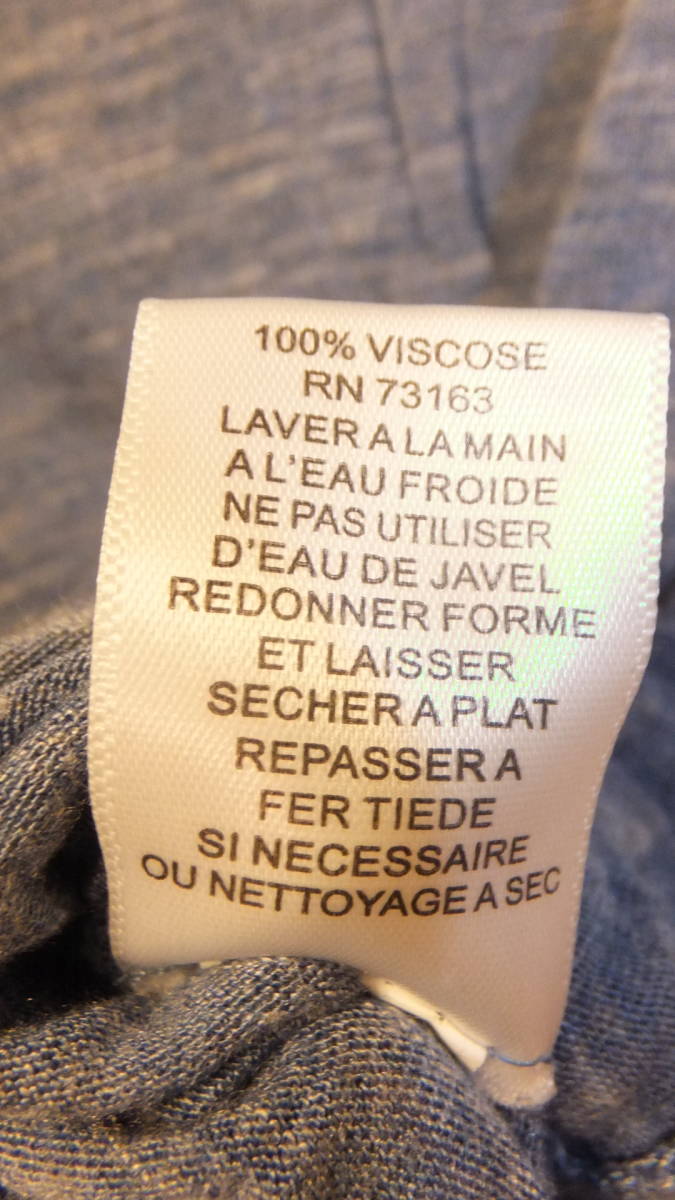 100% VISCOSE
RN 73163
LAVER A LA MAIN
A L'EAU FROIDE
NE PAS UTILISER
D'EAU DE JAVEL
REDONNER FORME
ET LAISSER
SECHER A PLAT
REPASSER A
FER TIEDE
SI NECESSAIRE
OU NETTOYAGE A SEC